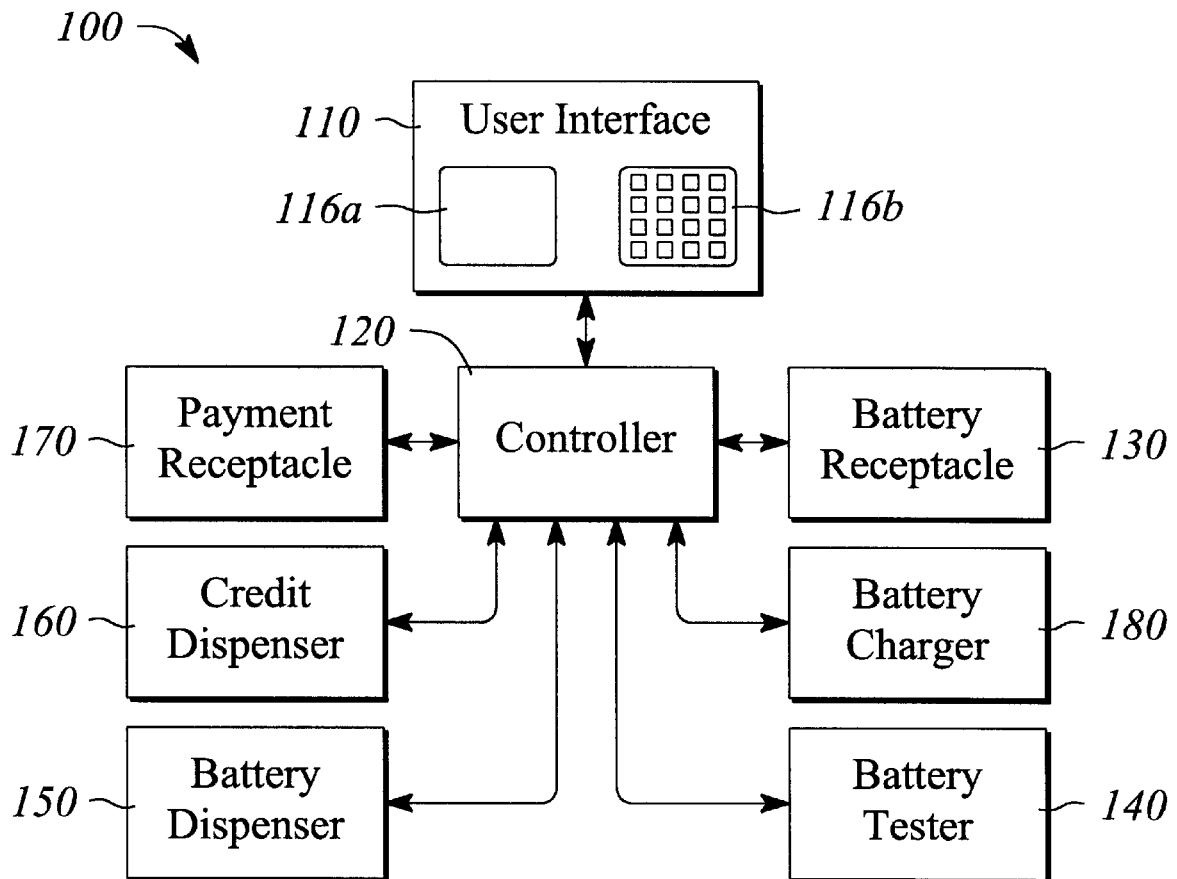 100
110
User Interface
116a
116b
120
170
Payment
Receptacle
Controller
Battery
Receptacle
130
160
Credit
Dispenser
Battery
Charger
180
150
Battery
Dispenser
Battery
Tester
140